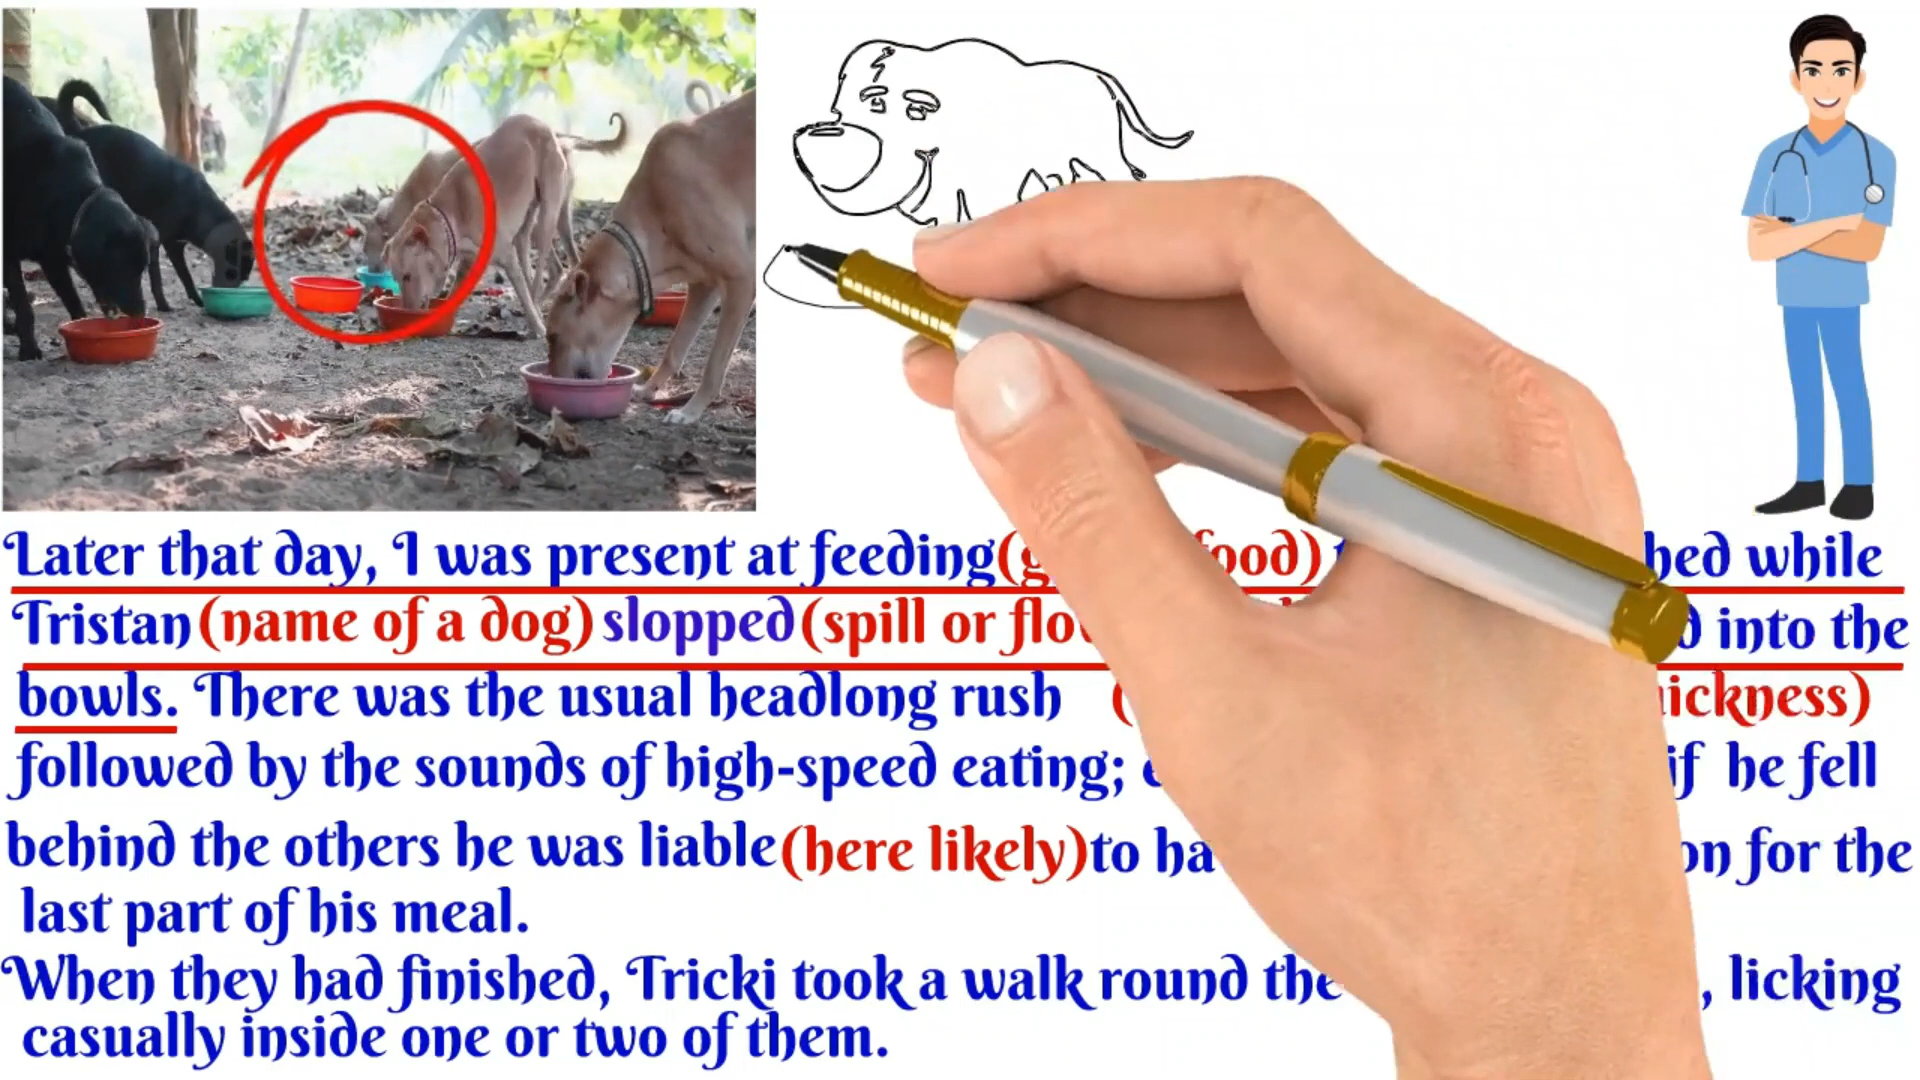 Later that day, I was present at feeding(g food) hed while
Tristan(name of a dog)slopped(spill or flo into the
bowls. There was the usual headlong rush ( ickness)
followed by the sounds of high-speed eating; if he fell
behind the others he was liable(here likely)to ha on for the
last part of his meal.
When they had finished, Tricki took a walk round the , licking
casually inside one or two of them.